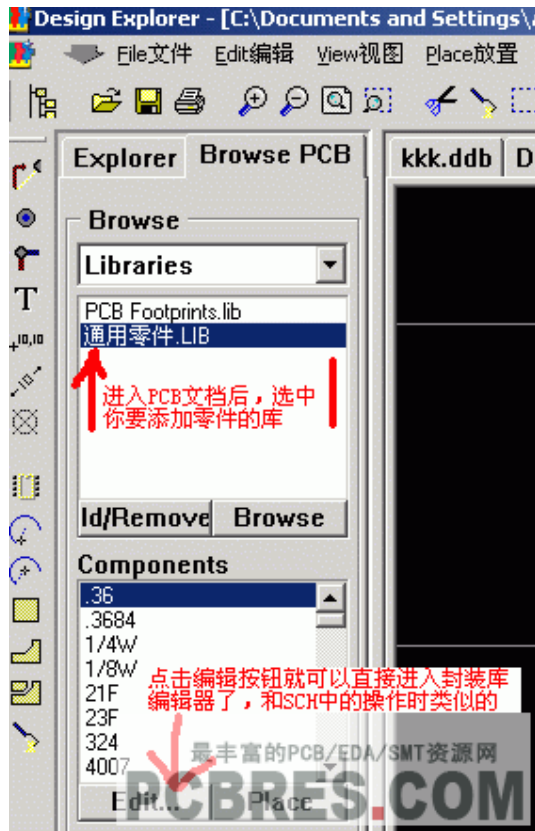 Design Explorer - [C:\Documents and Settings\
File文件 Edit编辑 View视图 Place放置
Explorer Browse PCB kkk.ddb D
Browse
Libraries
T
PCB Footprints.lib
通用零件.LIB
+10,10
进入PCB文档后，选中
你要添加零件的库
ld/Remove Browse
Components
.36
.3684
1/4W
1/8W
点击编辑按钮就可以直接进入封装库
21F
编辑器了，和SCH中的操作时类似的
23F
324
最丰富的PCB/EDA/SMT资源网
4007
PCBRES.COM
Edit... Place